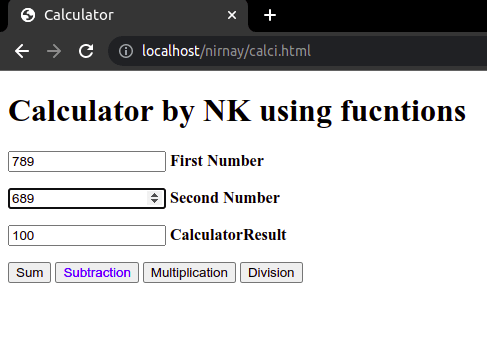 Calculator
localhost/nirnay/calci.html
Calculator by NK using fucntions
789 First Number
689 Second Number
100 CalculatorResult
Sum Subtraction Multiplication Division